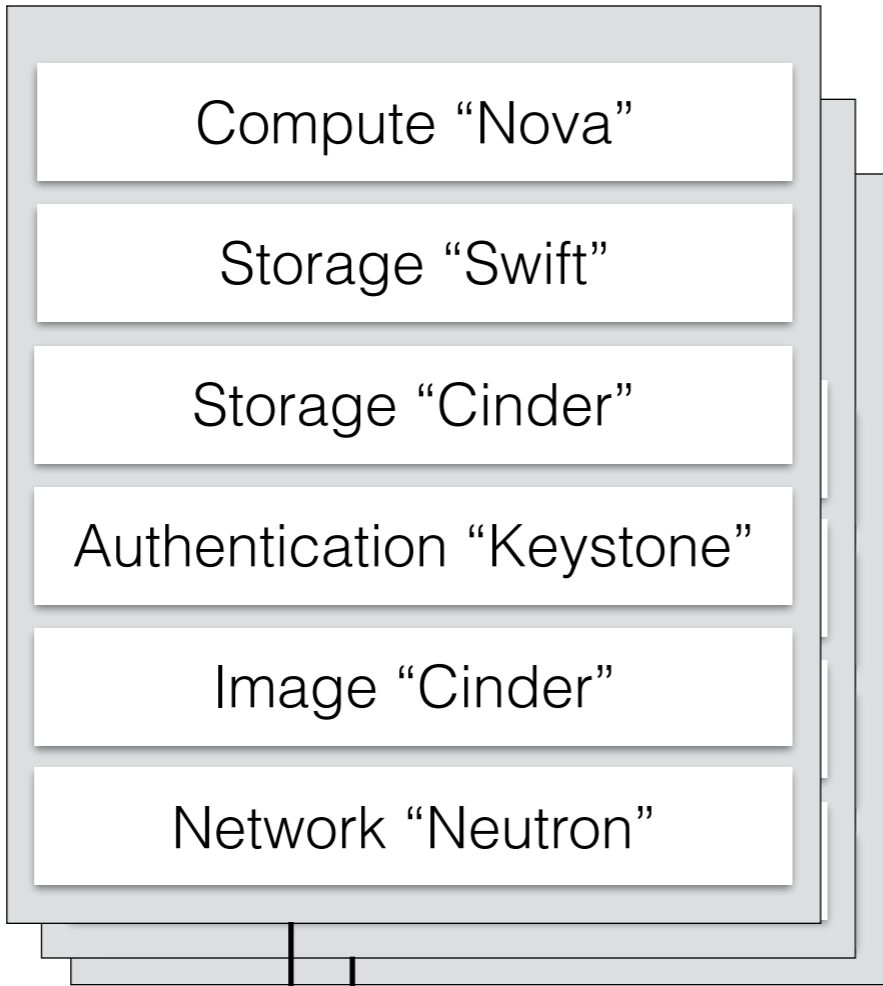 Compute “Nova”
Storage “Swift”
Storage “Cinder”
Authentication “Keystone”
Image “Cinder”
Network “Neutron”